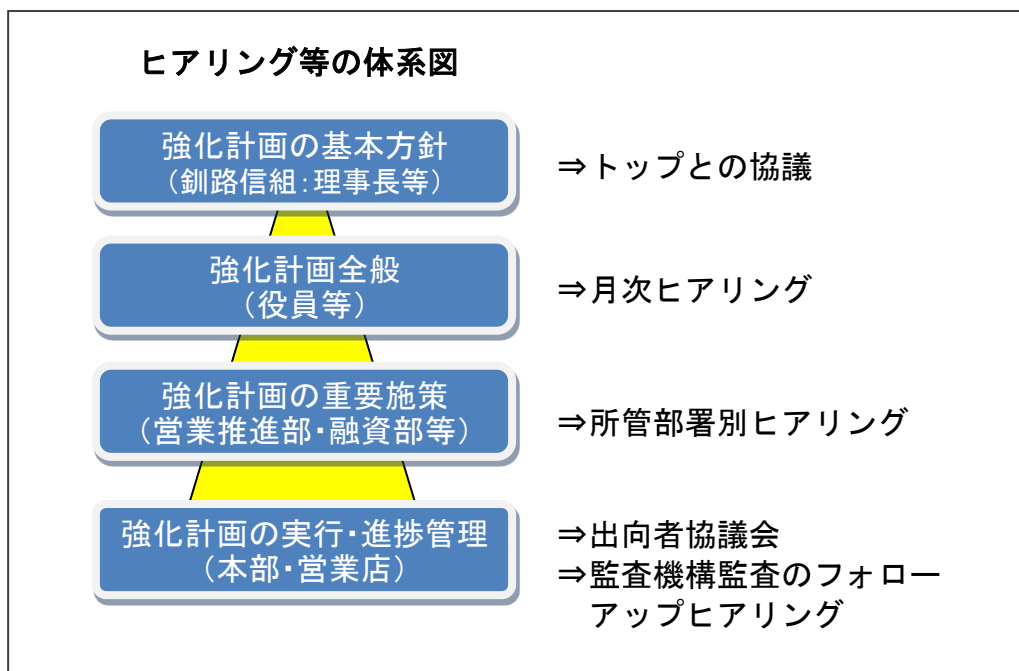 ヒアリング等の体系図
強化計画の基本方針
（釧路信組：理事長等）
⇒トップとの協議
強化計画全般
（役員等）
⇒月次ヒアリング
強化計画の重要施策
（営業推進部・融資部等）
⇒所管部署別ヒアリング
強化計画の実行・進捗管理
（本部・営業店）
⇒出向者協議会
⇒監査機構監査のフォロー
アップヒアリング